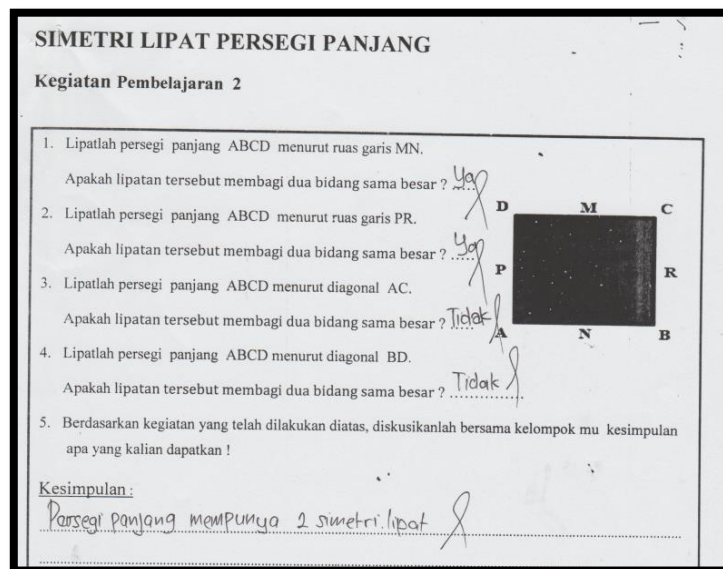 SIMETRI LIPAT PERSEGI PANJANG
Kegiatan Pembelajaran 2
1. Lipatlah persegi panjang ABCD menurut ruas garis MN.
Apakah lipatan tersebut membagi dua bidang sama besar ? Ya
2. Lipatlah persegi panjang ABCD menurut ruas garis PR.
Apakah lipatan tersebut membagi dua bidang sama besar ? Ya
3. Lipatlah persegi panjang ABCD menurut diagonal AC.
Apakah lipatan tersebut membagi dua bidang sama besar ? Tidak
4. Lipatlah persegi panjang ABCD menurut diagonal BD.
Apakah lipatan tersebut membagi dua bidang sama besar ? Tidak
D M C
P R
A N B
5. Berdasarkan kegiatan yang telah dilakukan diatas, diskusikanlah bersama kelompok mu kesimpulan
apa yang kalian dapatkan !
Kesimpulan :
Persegi panjang mempunya 2 simetri lipat